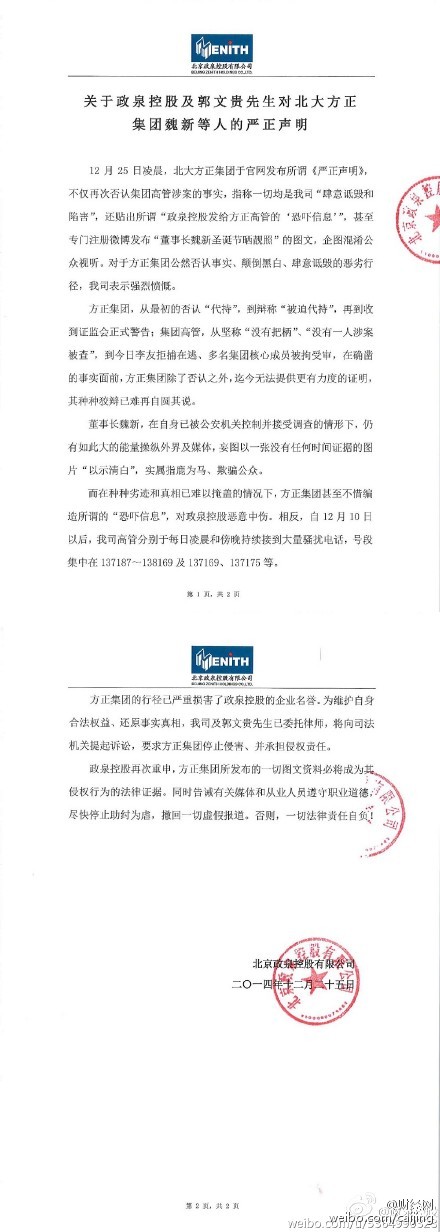 ZENITH
北京政泉控股有限公司
BEIJING ZENITH HOLDINGS CO.,LTD
关于政泉控股及郭文贵先生对北大方正
集团魏新等人的严正声明
12月25日凌晨，北大方正集团于官网发布所谓《严正声明》，
不仅再次否认集团高管涉案的事实，指称一切均是我司“肆意诋毁和
陷害”，还贴出所谓“政泉控股发给方正高管的‘恐吓信息’”，甚至
专门注册微博发布“董事长魏新圣诞节晒靓照”的图文，企图混淆公
众视听。对于方正集团公然否认事实、颠倒黑白、肆意诋毁的恶劣行
径，我司表示强烈愤慨。
方正集团，从最初的否认“代持”，到辩称“被迫代持”，再到收
到证监会正式警告；集团高管，从坚称“没有把柄”、“没有一人涉案
被查”，到今日李友拒捕在逃、多名集团核心成员被拘受审，在确凿
的事实面前，方正集团除了否认之外，迄今无法提供更有力度的证明，
其种种狡辩已难再自圆其说。
董事长魏新，在自身已被公安机关控制并接受调查的情形下，仍
有如此大的能量操纵外界及媒体，妄图以一张没有任何时间证据的图
片“以示清白”，实属指鹿为马、欺骗公众。
而在种种劣迹和真相已难以掩盖的情况下，方正集团甚至不惜编
造所谓的“恐吓信息”，对政泉控股恶意中伤。相反，自12月10日
以后，我司高管分别于每日凌晨和傍晚持续接到大量骚扰电话，号段
集中在137187～138169及137169、137175等。
第1页，共2页
ZENITH
北京政泉控股有限公司
BEIJING ZENITH HOLDINGS CO.,LTD
方正集团的行径已严重损害了政泉控股的企业名誉。为维护自身
合法权益、还原事实真相，我司及郭文贵先生已委托律师，将向司法
机关提起诉讼，要求方正集团停止侵害、并承担侵权责任。
政泉控股再次重申，方正集团所发布的一切图文资料必将成为其
侵权行为的法律证据。同时告诫有关媒体和从业人员遵守职业道德，
尽快停止助纣为虐，撤回一切虚假报道。否则，一切法律责任自负！
北京政泉控股有限公司
二〇一四年十二月二十五日
第2页，共2页
@财经网
weibo.com/caijing